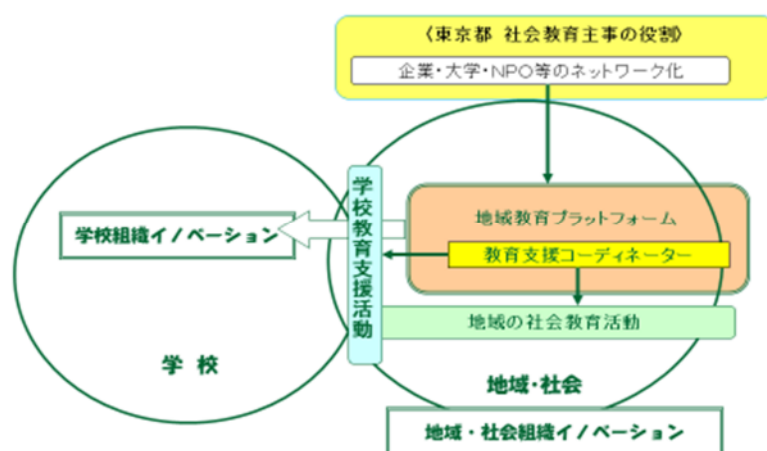 〈東京都 社会教育主事の役割〉
企業・大学・NPO等のネットワーク化
学校教育支援活動
地域教育プラットフォーム
学校組織イノベーション
教育支援コーディネーター
地域の社会教育活動
学 校
地域・社会
地域・社会組織イノベーション